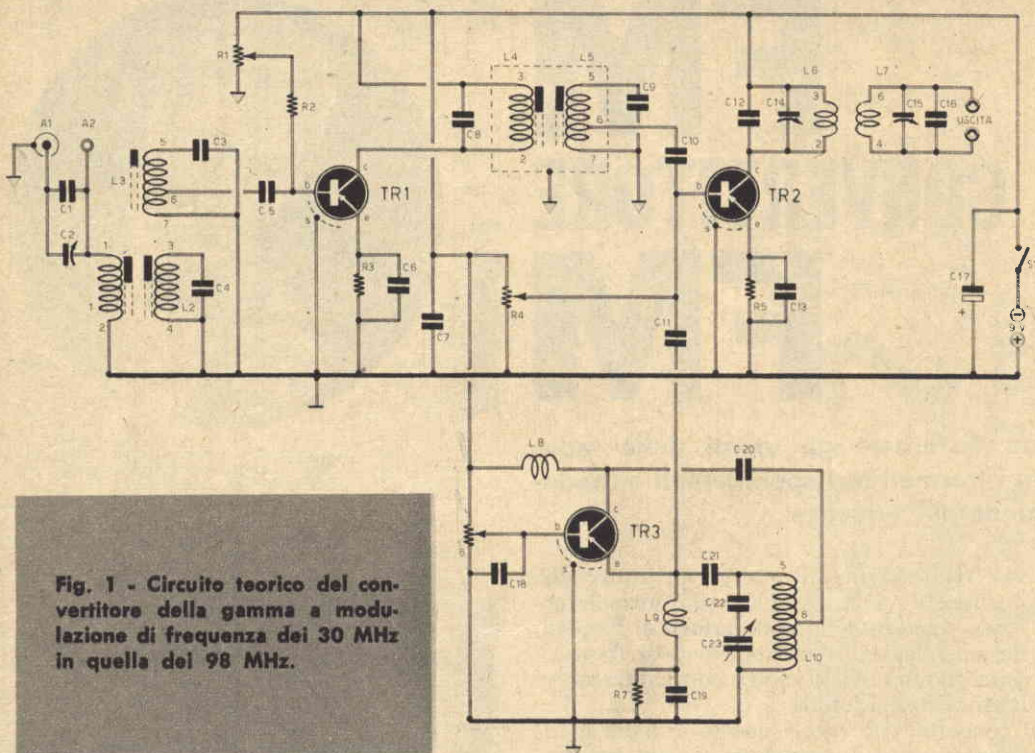 R1
R2
A1
A2
C1
C2
C3
L3
5
6
7
C5
b
c
e
s
TR1
1
1
2
3
L2
4
C4
R3
C6
C7
C8
L4
3
2
L5
5
6
7
C9
C10
R4
C11
b
c
e
s
TR2
R5
C13
C12
C14
L6
3
2
L7
6
4
C15
C16
USCITA
C17
+
S1
−
9 V
+
L8
b
c
e
s
TR3
C18
C20
C21
C22
C23
5
6
L10
L9
R7
C19
Fig. 1 - Circuito teorico del con-
vertitore della gamma a modu-
lazione di frequenza dei 30 MHz
in quella dei 98 MHz.